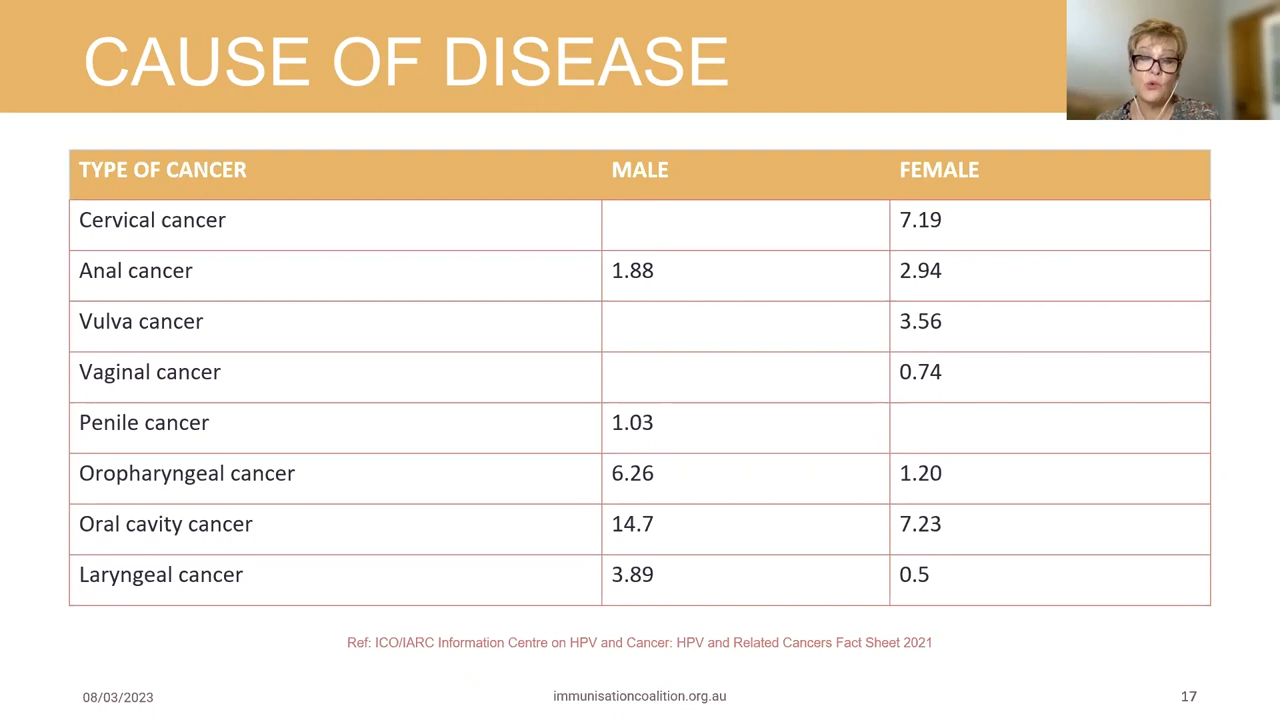 CAUSE OF DISEASE
TYPE OF CANCER MALE FEMALE
Cervical cancer 7.19
Anal cancer 1.88 2.94
Vulva cancer 3.56
Vaginal cancer 0.74
Penile cancer 1.03
Oropharyngeal cancer 6.26 1.20
Oral cavity cancer 14.7 7.23
Laryngeal cancer 3.89 0.5
Ref: ICO/IARC Information Centre on HPV and Cancer: HPV and Related Cancers Fact Sheet 2021
08/03/2023 immunisationcoalition.org.au 17